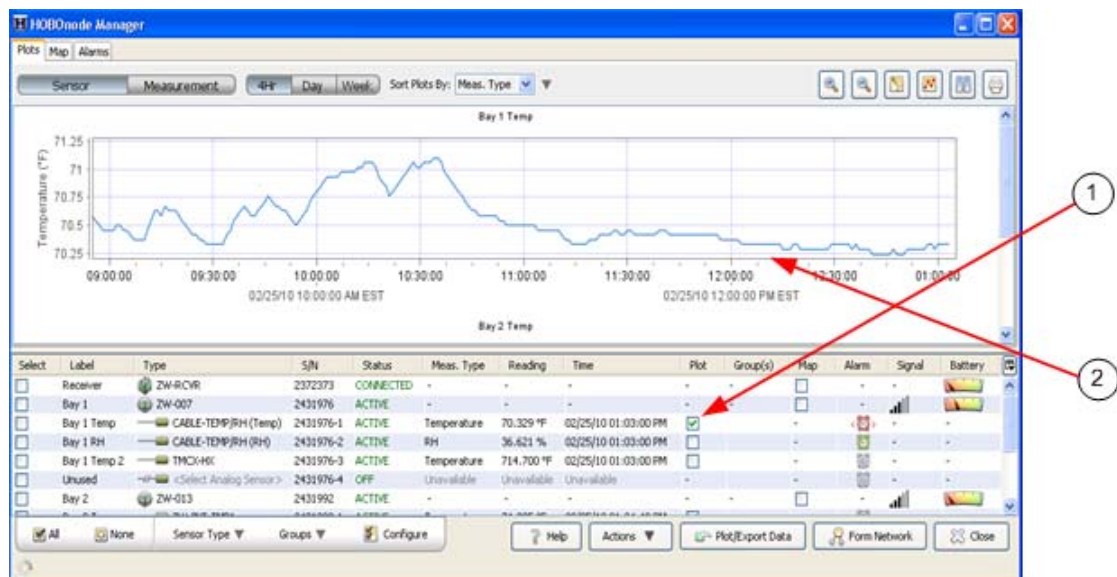 HOBOnode Manager
Plots Map Alarms
Sensor Measurement 4Hr Day Week Sort Plots By: Meas. Type
Bay 1 Temp
Temperature (°F)
71.25
71
70.75
70.5
70.25
09:00:00 09:30:00 10:00:00 10:30:00 11:00:00 11:30:00 12:00:00 12:30:00 01:00:00
02/25/10 10:00:00 AM EST 02/25/10 12:00:00 PM EST
Bay 2 Temp
1
2
Select Label Type S/N Status Meas. Type Reading Time Plot Group(s) Map Alarm Signal Battery
Receiver ZW-RCVR 2372373 CONNECTED - - - - - - - -
Bay 1 ZW-007 2431976 ACTIVE - - - - - -
Bay 1 Temp CABLE-TEMP/RH (Temp) 2431976-1 ACTIVE Temperature 70.329 °F 02/25/10 01:03:00 PM - - -
Bay 1 RH CABLE-TEMP/RH (RH) 2431976-2 ACTIVE RH 36.621 % 02/25/10 01:03:00 PM - - -
Bay 1 Temp 2 TMCX-HX 2431976-3 ACTIVE Temperature 714.700 °F 02/25/10 01:03:00 PM - - -
Unused <Select Analog Sensor> 2431976-4 OFF Unavailable Unavailable Unavailable - - - -
Bay 2 ZW-013 2431992 ACTIVE - - - - - -
All None Sensor Type Groups Configure Help Actions Plot/Export Data Form Network Close